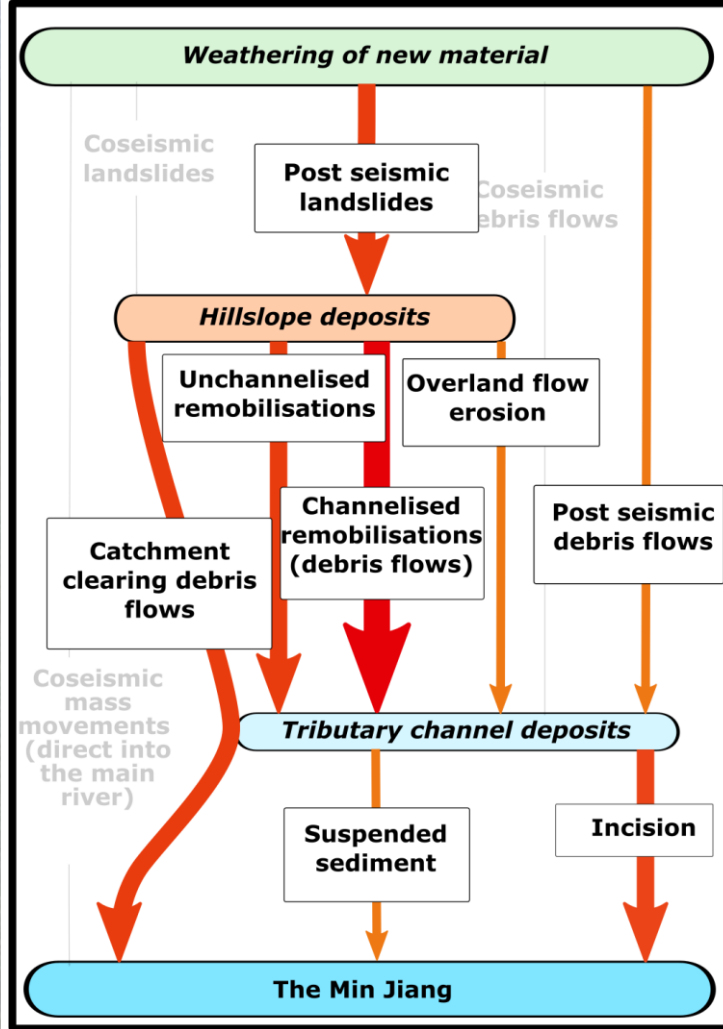 Weathering of new material
Coseismic
landslides
Post seismic
landslides
Coseismic
debris flows
Hillslope deposits
Unchannelised
remobilisations
Overland flow
erosion
Channelised
remobilisations
(debris flows)
Post seismic
debris flows
Catchment
clearing debris
flows
Coseismic
mass
movements
(direct into
the main
river)
Tributary channel deposits
Suspended
sediment
Incision
The Min Jiang